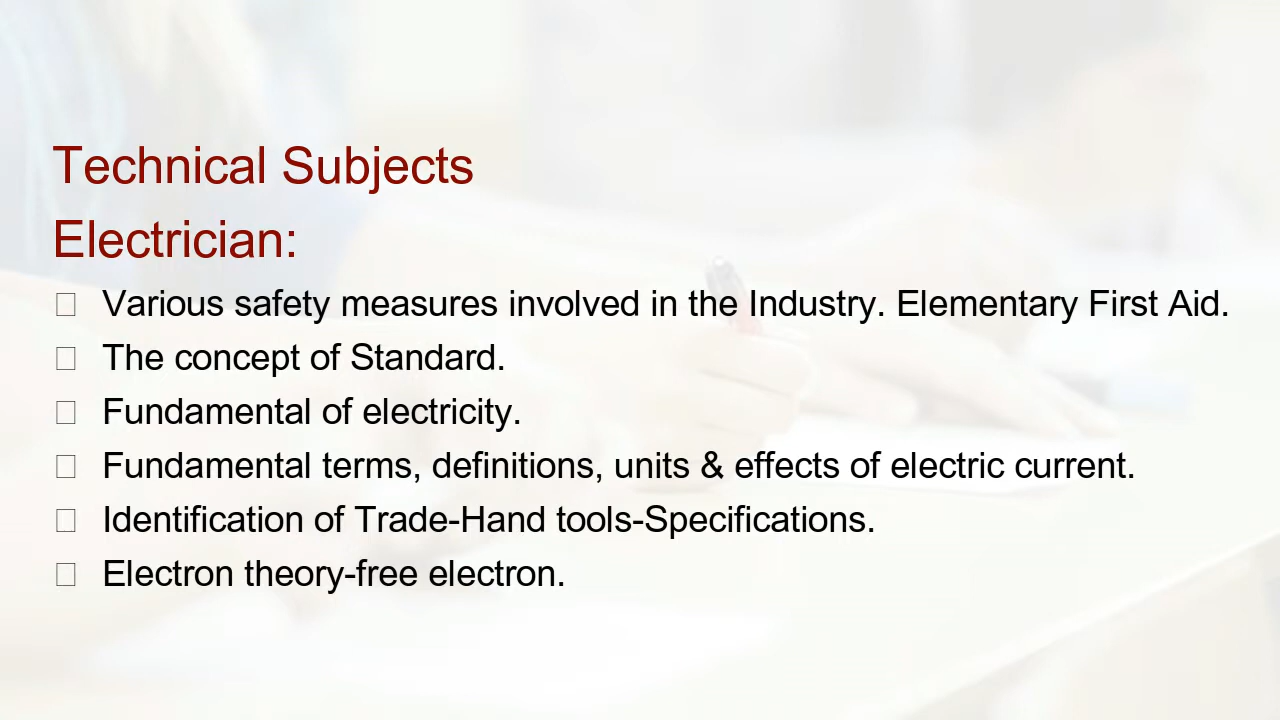 Technical Subjects
Electrician:
Various safety measures involved in the Industry. Elementary First Aid.
The concept of Standard.
Fundamental of electricity.
Fundamental terms, definitions, units & effects of electric current.
Identification of Trade-Hand tools-Specifications.
Electron theory-free electron.